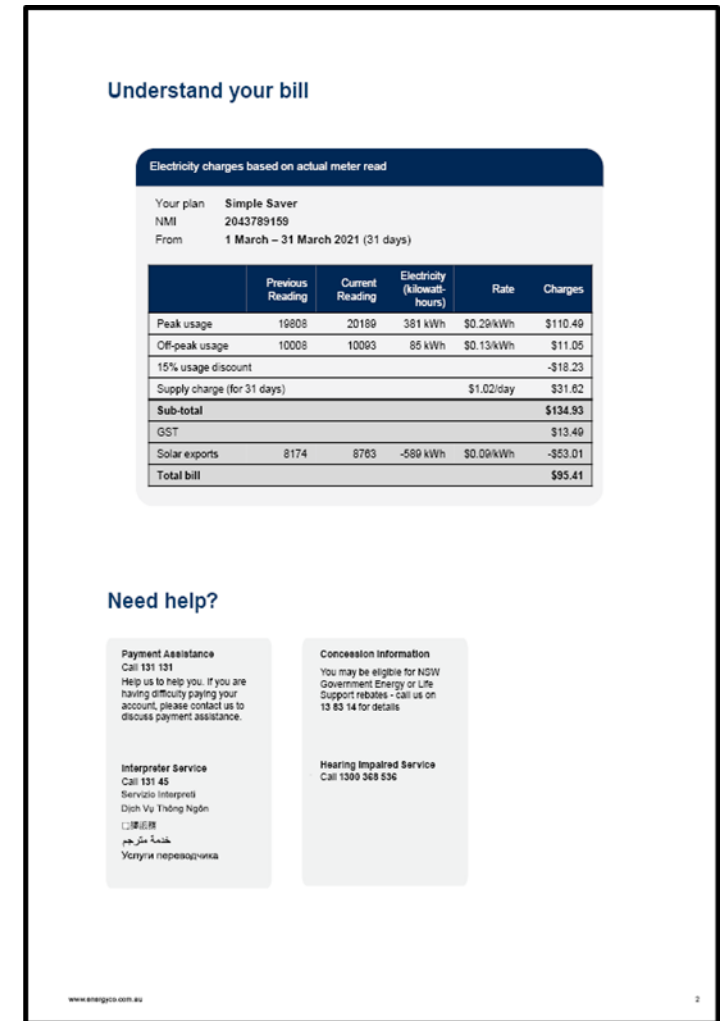 Understand your bill
Electricity charges based on actual meter read
Your plan Simple Saver
NMI 2043789159
From 1 March – 31 March 2021 (31 days)
Previous Reading Current Reading Electricity (kilowatt-hours) Rate Charges
Peak usage 19808 20189 381 kWh $0.29/kWh $110.49
Off-peak usage 10008 10093 85 kWh $0.13/kWh $11.05
15% usage discount -$18.23
Supply charge (for 31 days) $1.02/day $31.62
Sub-total $134.93
GST $13.49
Solar exports 8174 8763 -589 kWh $0.09/kWh -$53.01
Total bill $95.41
Need help?
Payment Assistance
Call 131 131
Help us to help you. If you are
having difficulty paying your
account, please contact us to
discuss payment assistance.
Interpreter Service
Call 131 45
Servizio Interpreti
Dịch Vụ Thông Ngôn
خدمة مترجم
Услуги переводчика
Concession Information
You may be eligible for NSW
Government Energy or Life
Support rebates - call us on
13 83 14 for details
Hearing Impaired Service
Call 1300 368 536
www.energyco.com.au
2